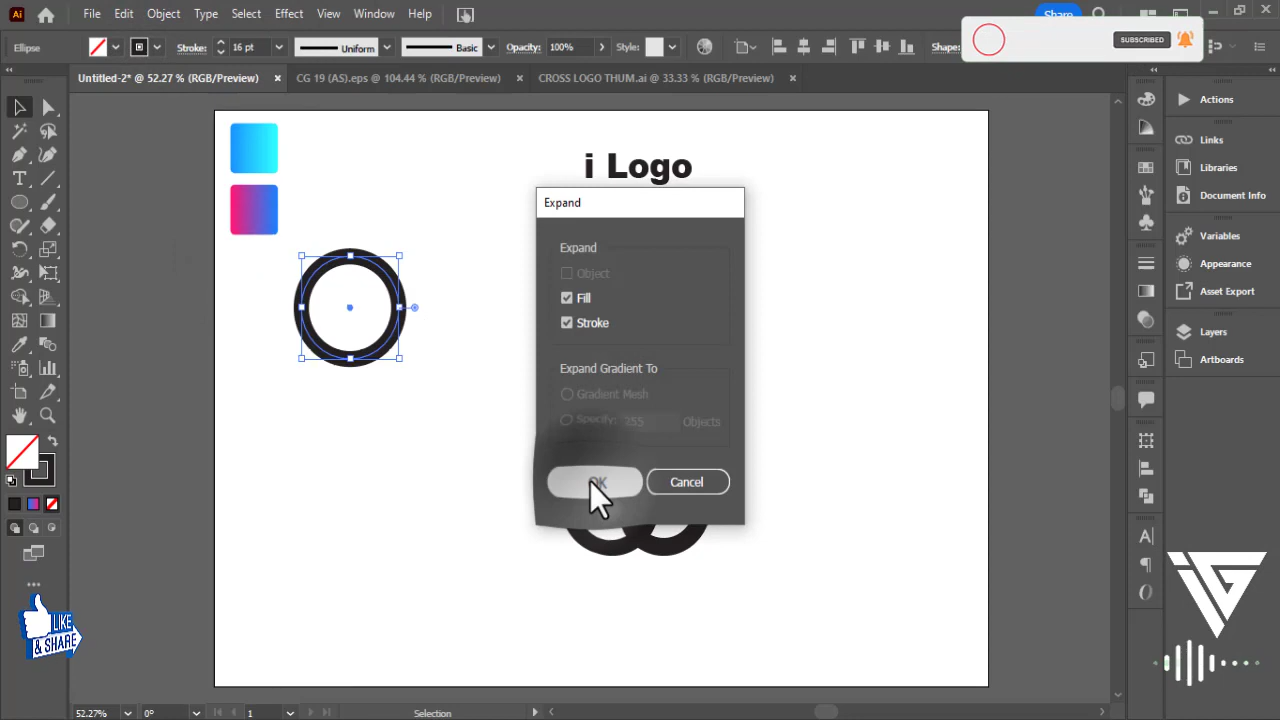 Ai File Edit Object Type Select Effect View Window Help
Share
Ellipse Stroke: 16 pt Uniform Basic Opacity: 100% Style: Shape:
SUBSCRIBED
Untitled-2* @ 52.27 % (RGB/Preview) × CG 19 (AS).eps @ 104.44 % (RGB/Preview) × CROSS LOGO THUM.ai @ 33.33 % (RGB/Preview) ×
Actions
Links
Libraries
Document Info
Variables
Appearance
Asset Export
Layers
Artboards
i Logo
Expand
Expand
Object
Fill
Stroke
Expand Gradient To
Gradient Mesh
Specify: 255 Objects
OK Cancel
LIKE
& SHARE
52.27% 0° 1 Selection